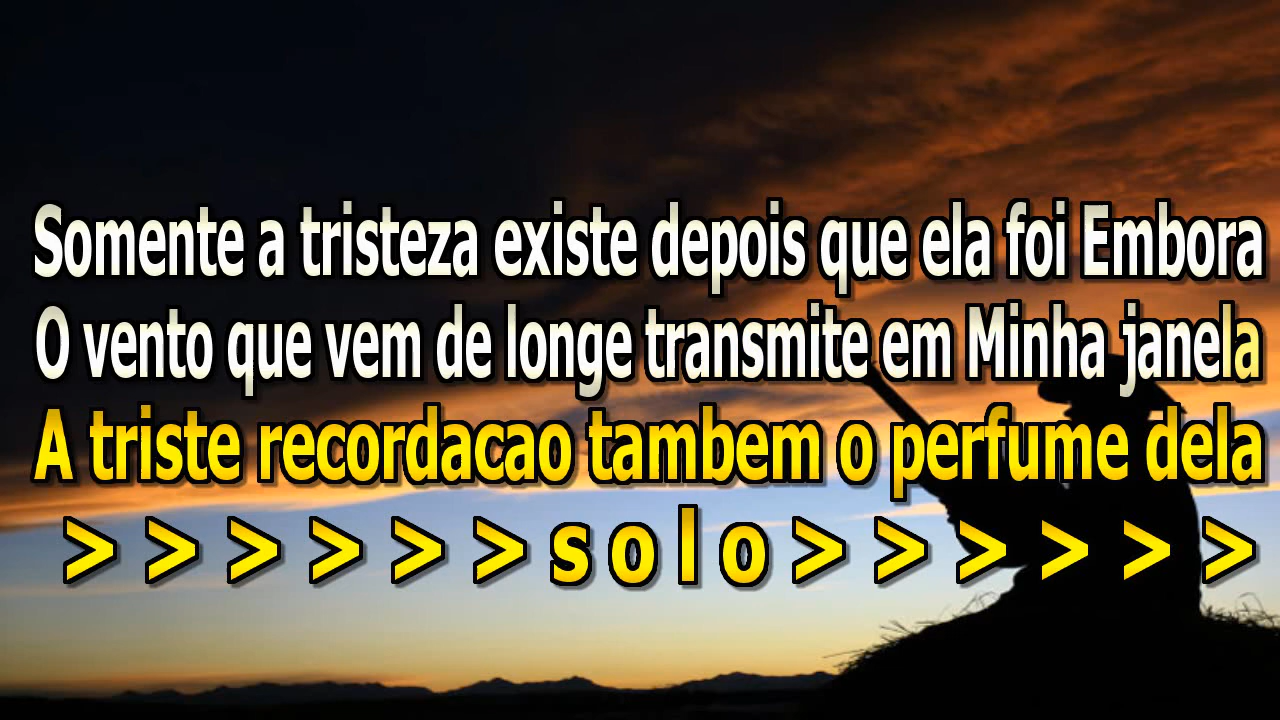 Somente a tristeza existe depois que ela foi Embora
O vento que vem de longe transmite em Minha janela
A triste recordacao tambem o perfume dela
> > > > > > s o l o > > > > > >